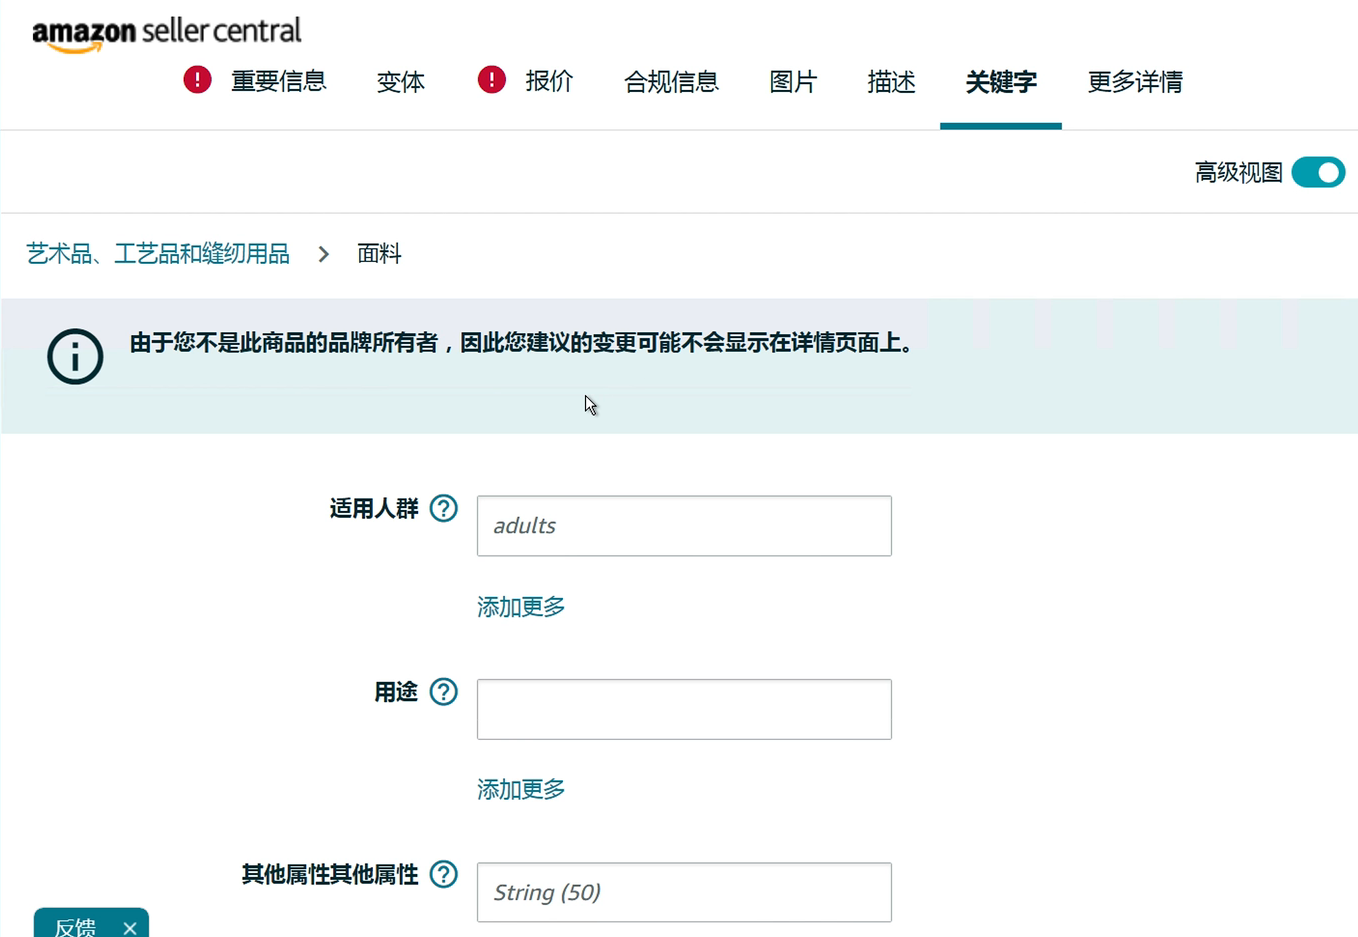 amazon seller central
重要信息 变体 报价 合规信息 图片 描述 关键字 更多详情
高级视图
艺术品、工艺品和缝纫用品 > 面料
由于您不是此商品的品牌所有者，因此您建议的变更可能不会显示在详情页面上。
适用人群 adults
添加更多
用途
添加更多
其他属性其他属性 String (50)
反馈 ×